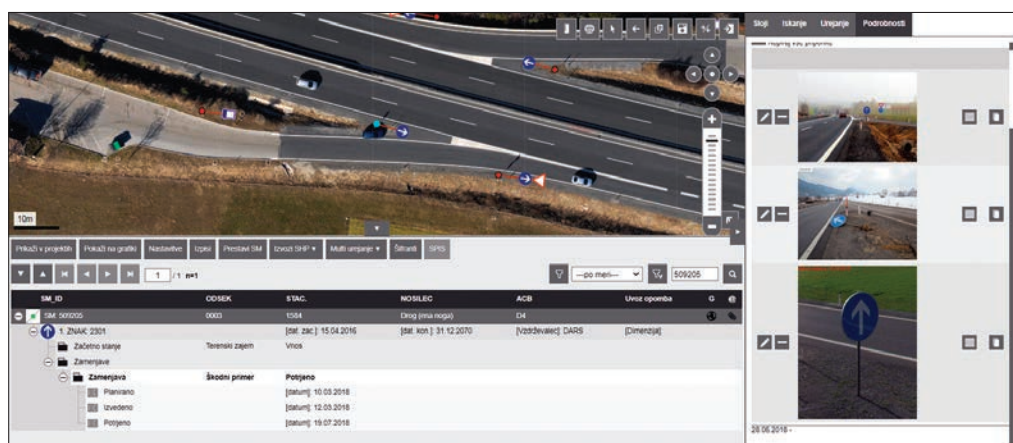 Sloji Iskanje Urejanje Podrobnosti
10m
Prikaži v projektih Pokaži na grafiki Nastavitve Izpisi Prestavi SM Izvozi SHP Multi urejanje Šifranti SPIS
1 / 1 n=1 ---po meri--- 509205
SM_ID ODSEK STAC. NOSILEC ACB Uvoz opomba G @
SM: 509205 0003 1584 Drog (ena noga) D4
1. ZNAK: 2301 [dat. zac.]: 15.04.2016 [dat. kon.]: 31.12.2070 [Vzdrževalec]: DARS [Dimenzija]:
Začetno stanje Terenski zajem Vnos
Zamenjave
Zamenjava Škodni primer Potrjeno
Planirano [datum]: 10.03.2018
Izvedeno [datum]: 12.03.2018
Potrjeno [datum]: 19.07.2018
28.06.2018 -